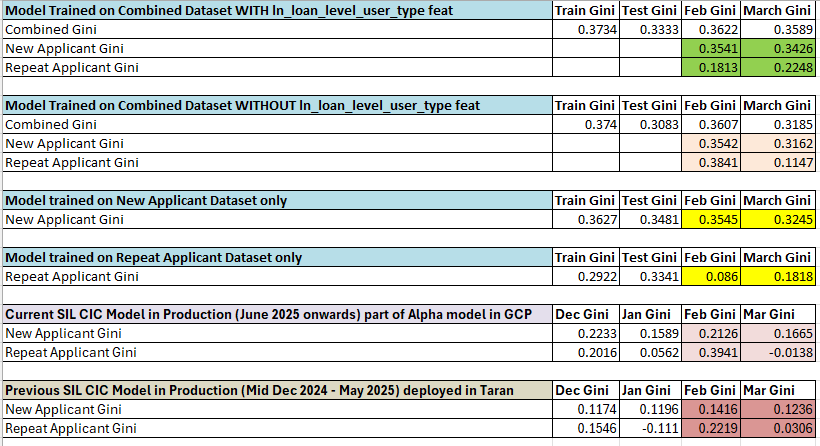 Model Trained on Combined Dataset WITH ln_loan_level_user_type feat Train Gini Test Gini Feb Gini March Gini
Combined Gini 0.3734 0.3333 0.3622 0.3589
New Applicant Gini 0.3541 0.3426
Repeat Applicant Gini 0.1813 0.2248
Model Trained on Combined Dataset WITHOUT ln_loan_level_user_type feat Train Gini Test Gini Feb Gini March Gini
Combined Gini 0.374 0.3083 0.3607 0.3185
New Applicant Gini 0.3542 0.3162
Repeat Applicant Gini 0.3841 0.1147
Model trained on New Applicant Dataset only Train Gini Test Gini Feb Gini March Gini
New Applicant Gini 0.3627 0.3481 0.3545 0.3245
Model trained on Repeat Applicant Dataset only Train Gini Test Gini Feb Gini March Gini
Repeat Applicant Gini 0.2922 0.3341 0.086 0.1818
Current SIL CIC Model in Production (June 2025 onwards) part of Alpha model in GCP Dec Gini Jan Gini Feb Gini Mar Gini
New Applicant Gini 0.2233 0.1589 0.2126 0.1665
Repeat Applicant Gini 0.2016 0.0562 0.3941 -0.0138
Previous SIL CIC Model in Production (Mid Dec 2024 - May 2025) deployed in Taran Dec Gini Jan Gini Feb Gini Mar Gini
New Applicant Gini 0.1174 0.1196 0.1416 0.1236
Repeat Applicant Gini 0.1546 -0.111 0.2219 0.0306